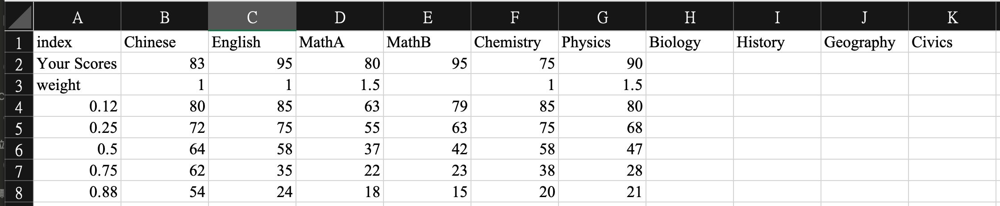 A B C D E F G H I J K
1 index Chinese English MathA MathB Chemistry Physics Biology History Geography Civics
2 Your Scores 83 95 80 95 75 90
3 weight 1 1 1.5 1 1.5
4 0.12 80 85 63 79 85 80
5 0.25 72 75 55 63 75 68
6 0.5 64 58 37 42 58 47
7 0.75 62 35 22 23 38 28
8 0.88 54 24 18 15 20 21